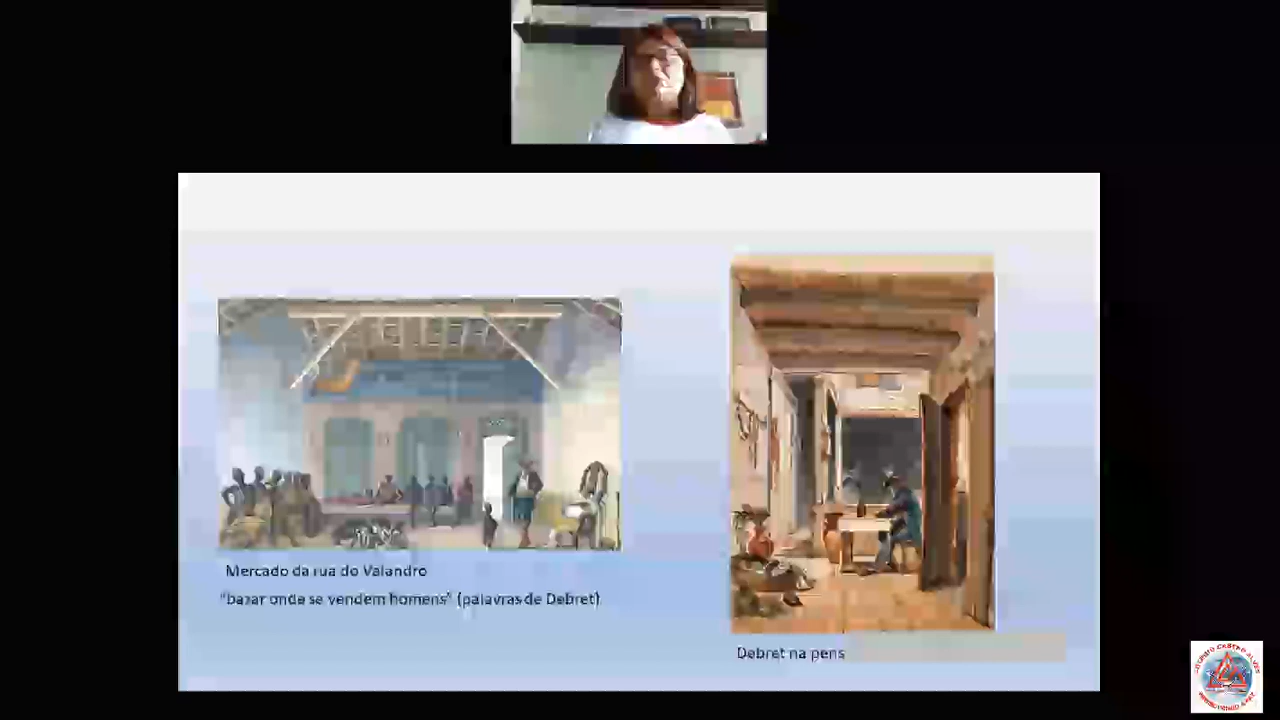 Mercado da rua do Valandro
"bazar onde se vendem homens" (palavras de Debret)
Debret na pens